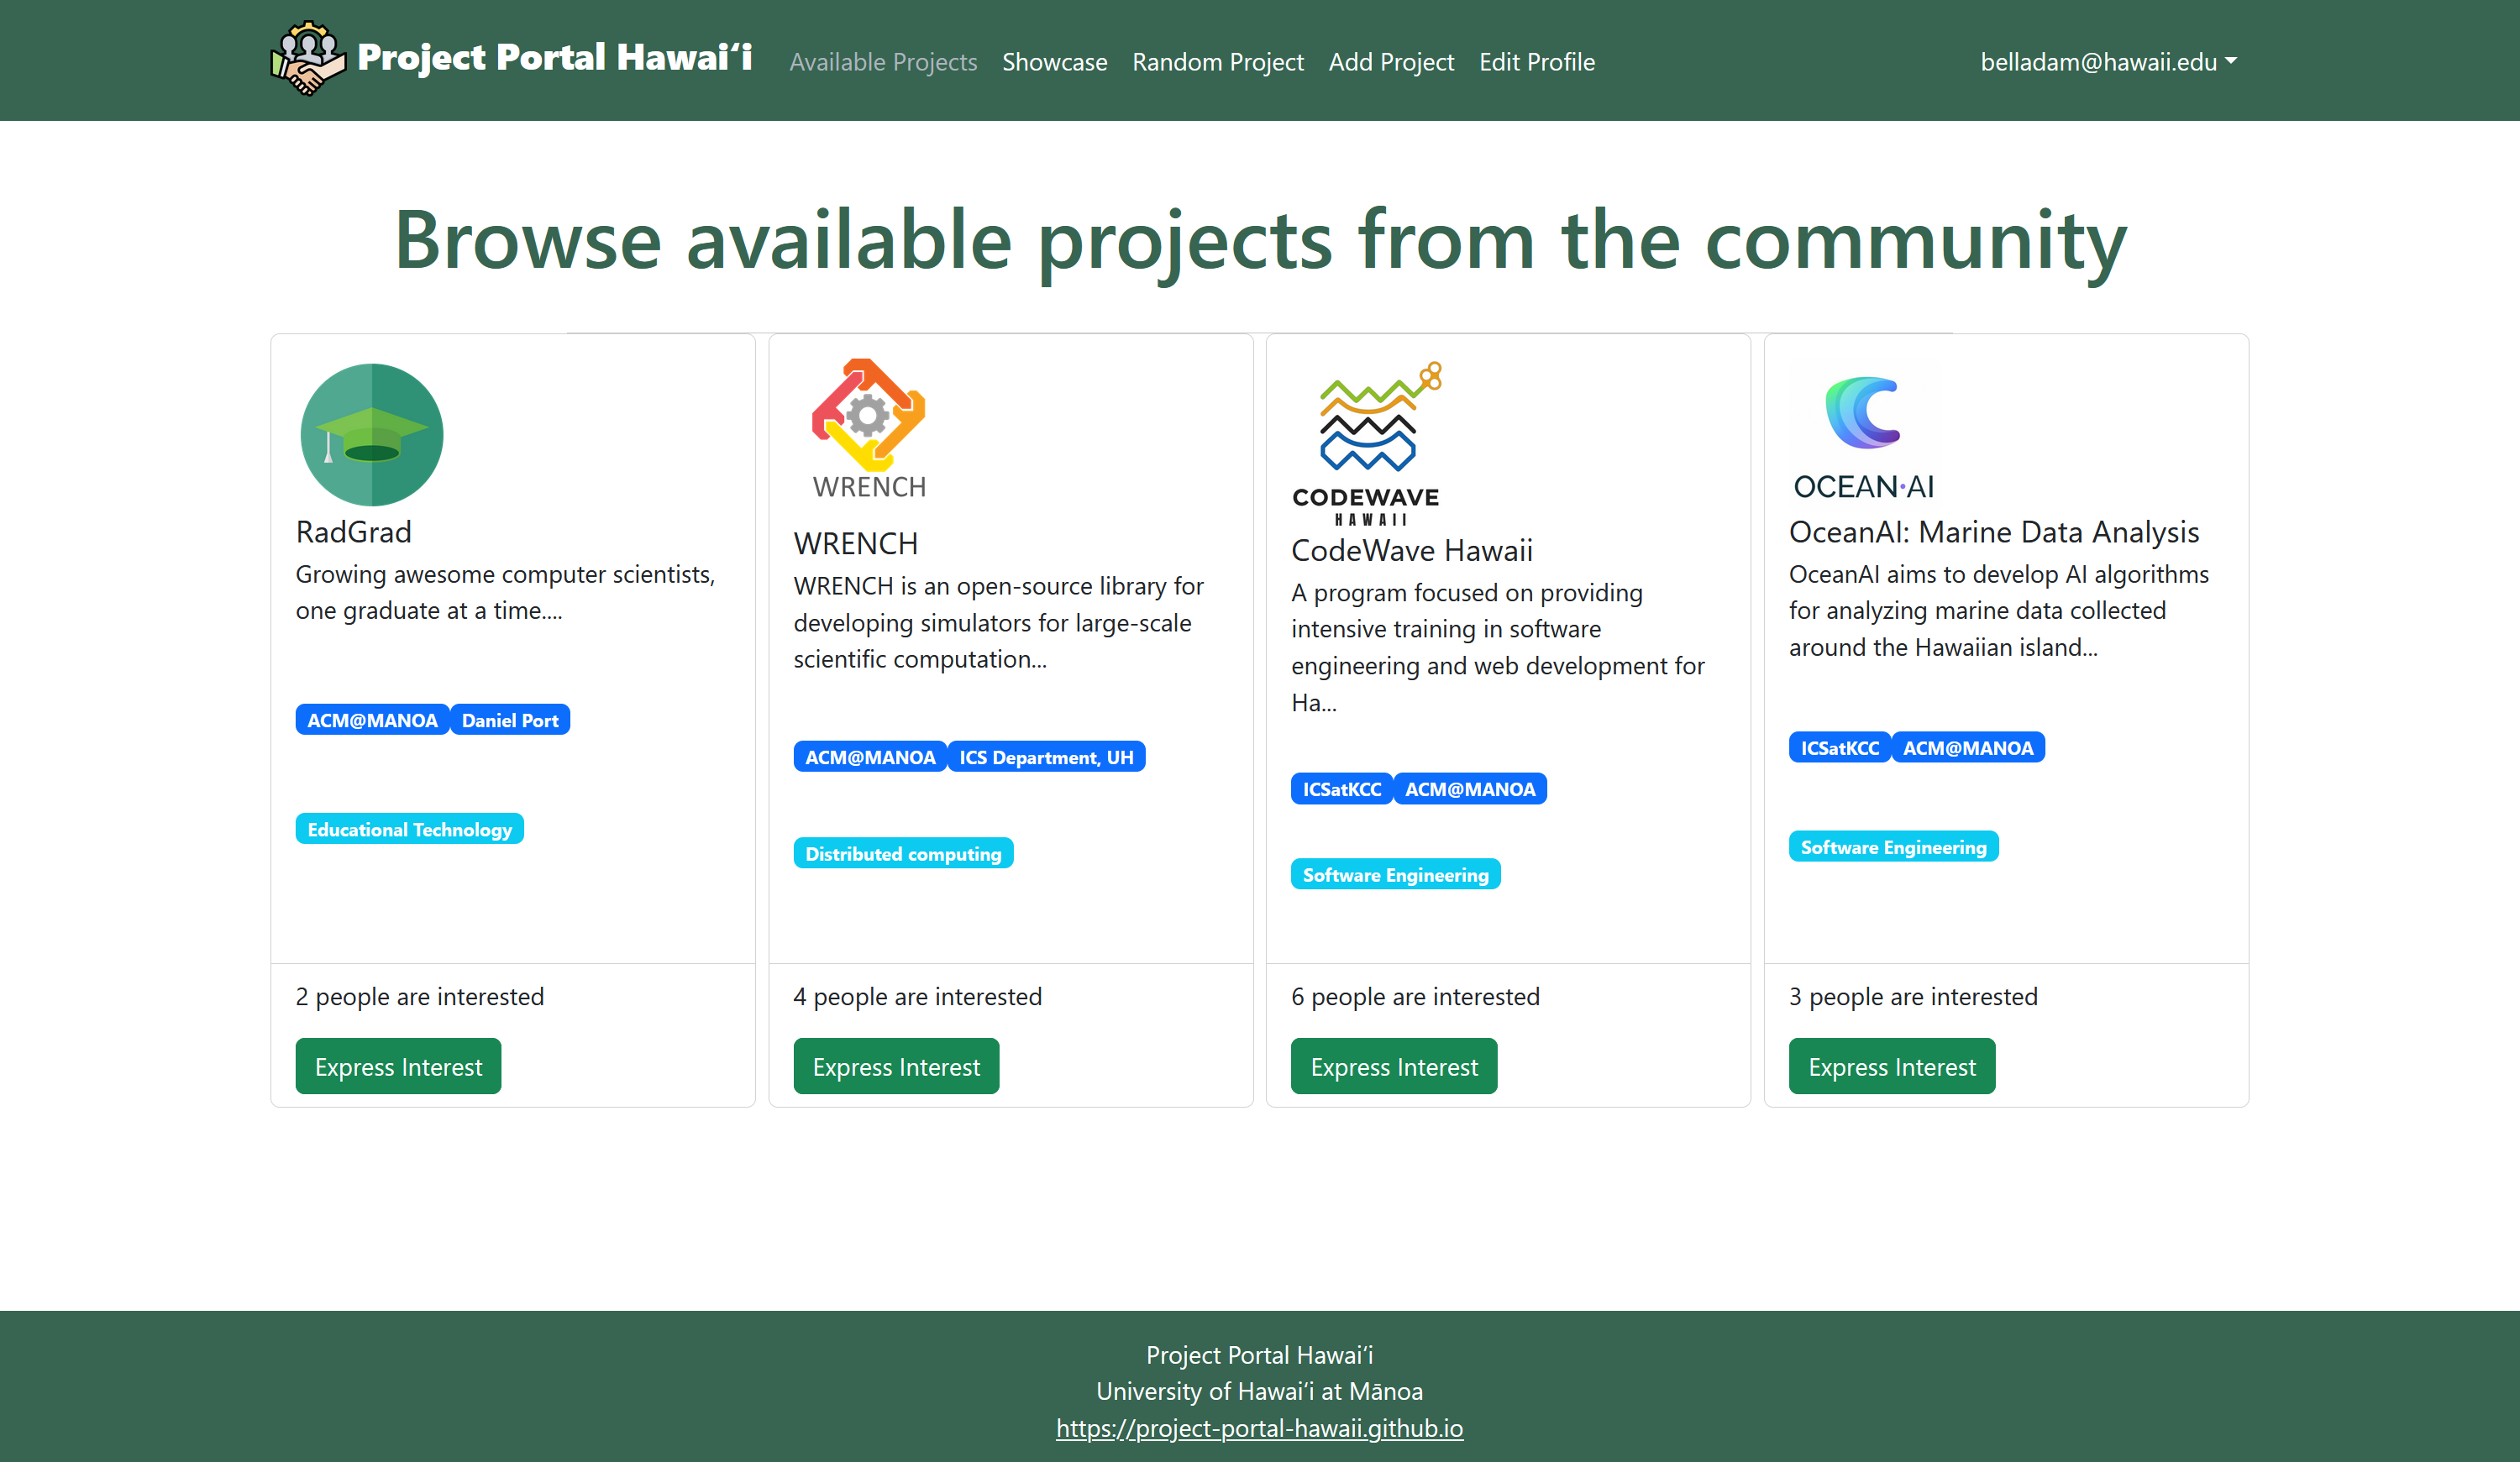 Project Portal Hawaiʻi
Available Projects
Showcase
Random Project
Add Project
Edit Profile
belladam@hawaii.edu
Browse available projects from the community
RadGrad
Growing awesome computer scientists,
one graduate at a time....
ACM@MANOA
Daniel Port
Educational Technology
2 people are interested
Express Interest
WRENCH
WRENCH
WRENCH is an open-source library for
developing simulators for large-scale
scientific computation...
ACM@MANOA
ICS Department, UH
Distributed computing
4 people are interested
Express Interest
CODEWAVE
HAWAII
CodeWave Hawaii
A program focused on providing
intensive training in software
engineering and web development for
Ha...
ICSatKCC
ACM@MANOA
Software Engineering
6 people are interested
Express Interest
OCEAN·AI
OceanAI: Marine Data Analysis
OceanAI aims to develop AI algorithms
for analyzing marine data collected
around the Hawaiian island...
ICSatKCC
ACM@MANOA
Software Engineering
3 people are interested
Express Interest
Project Portal Hawaiʻi
University of Hawaiʻi at Mānoa
https://project-portal-hawaii.github.io